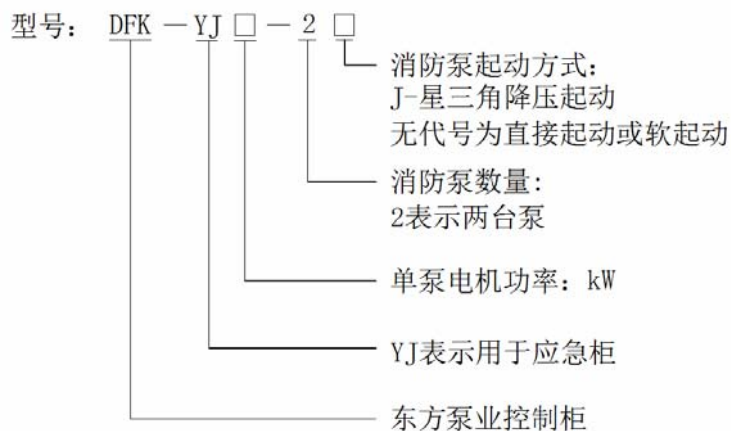 型号: DFK－YJ□－2□
消防泵起动方式:
J-星三角降压起动
无代号为直接起动或软起动
消防泵数量:
2表示两台泵
单泵电机功率: kW
YJ表示用于应急柜
东方泵业控制柜